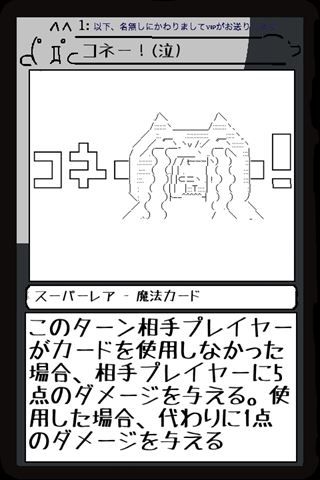 1: 以下、名無しにかわりましてVIPがお送りします
コネー！(泣)
コネー!
スーパーレア - 魔法カード
このターン相手プレイヤー
がカードを使用しなかった
場合、相手プレイヤーに5
点のダメージを与える。使
用した場合、代わりに1点
のダメージを与える